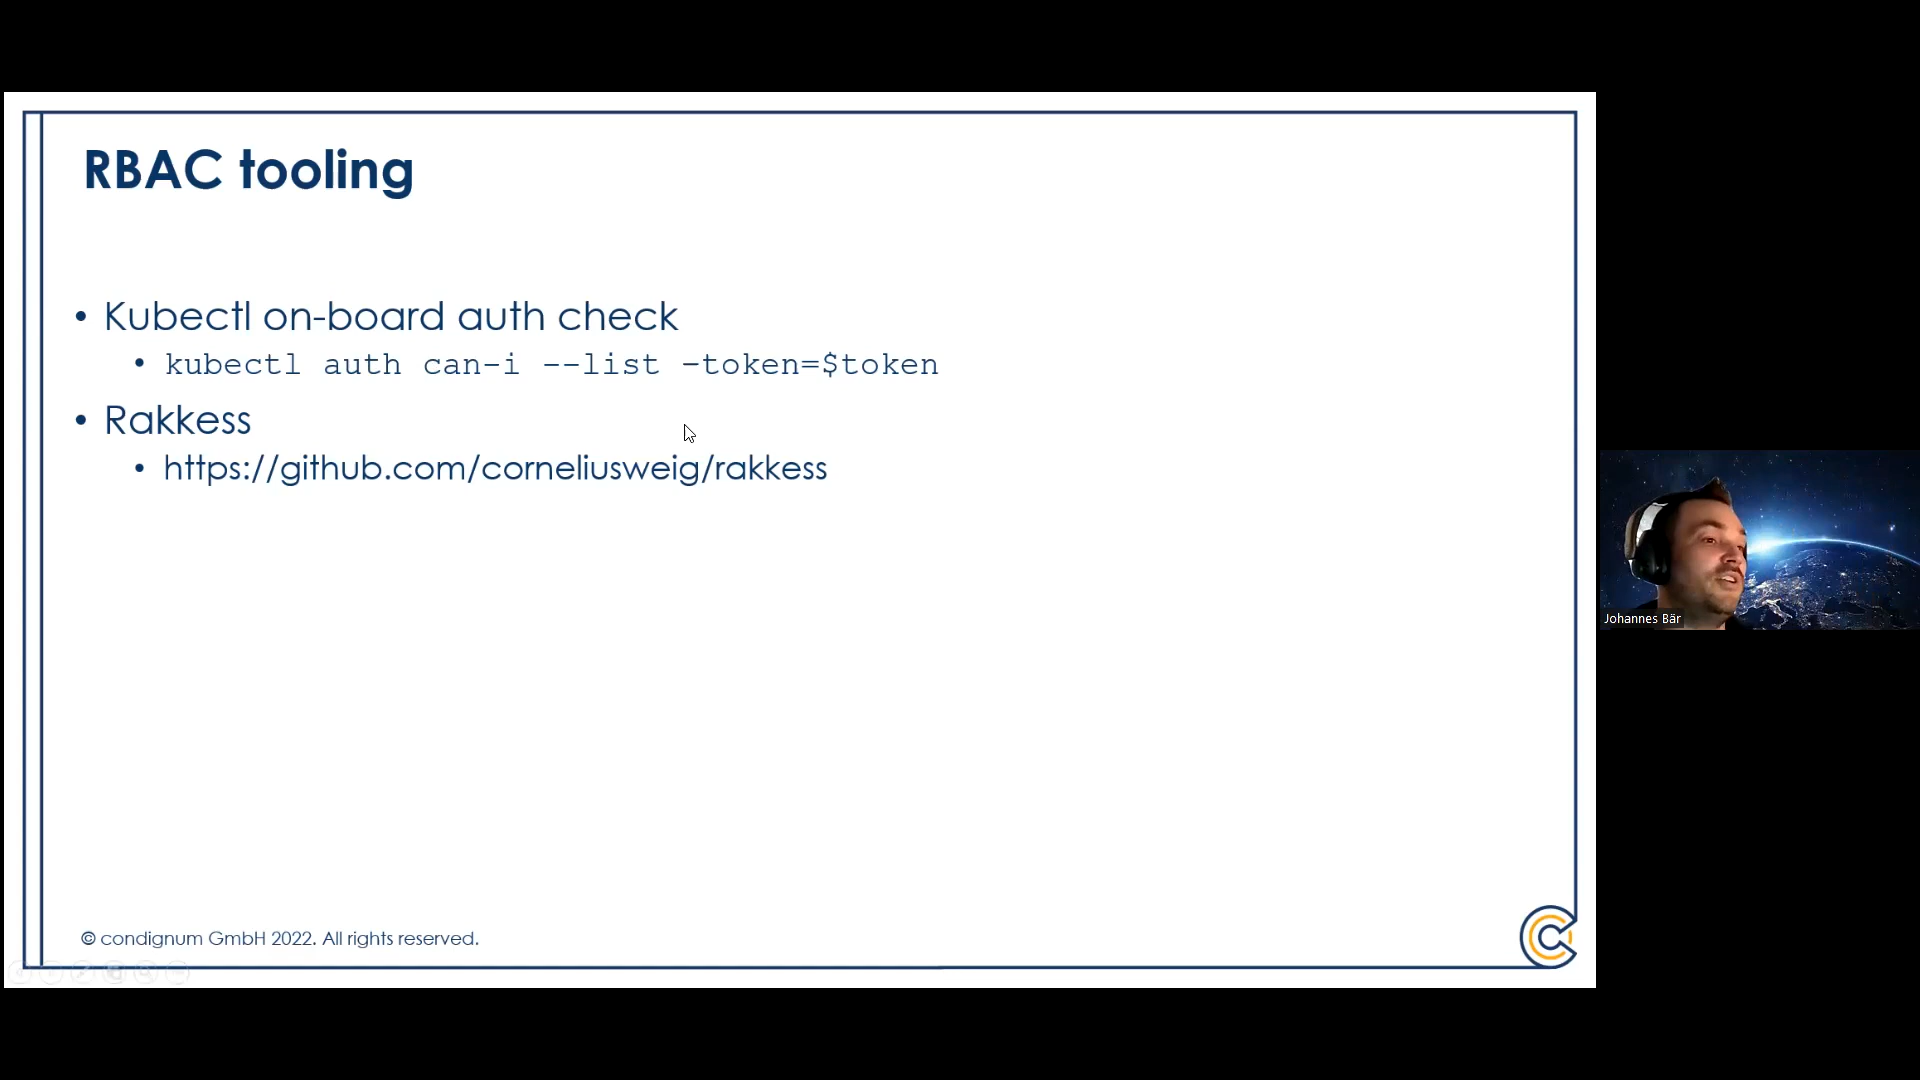 RBAC tooling
• Kubectl on-board auth check
• kubectl auth can-i --list –token=$token
• Rakkess
• https://github.com/corneliusweig/rakkess
Johannes Bär
© condignum GmbH 2022. All rights reserved.